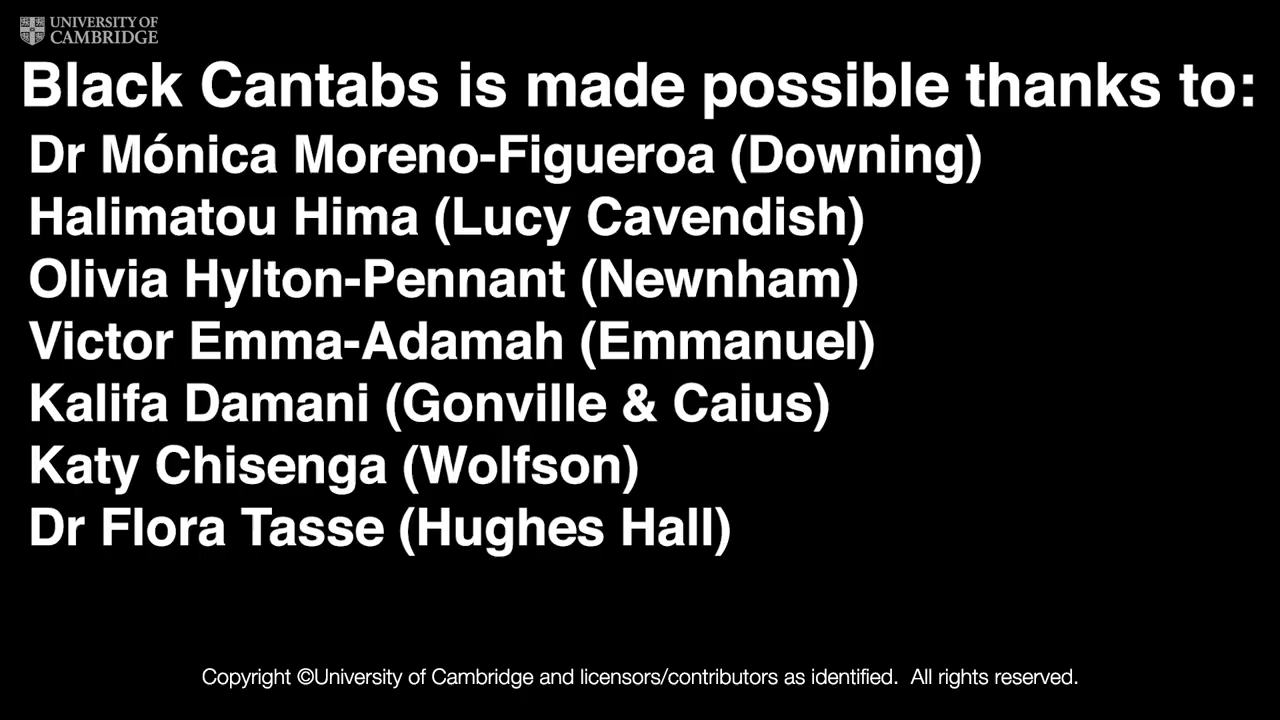 UNIVERSITY OF
CAMBRIDGE
Black Cantabs is made possible thanks to:
Dr Mónica Moreno-Figueroa (Downing)
Halimatou Hima (Lucy Cavendish)
Olivia Hylton-Pennant (Newnham)
Victor Emma-Adamah (Emmanuel)
Kalifa Damani (Gonville & Caius)
Katy Chisenga (Wolfson)
Dr Flora Tasse (Hughes Hall)
Copyright ©University of Cambridge and licensors/contributors as identified.  All rights reserved.